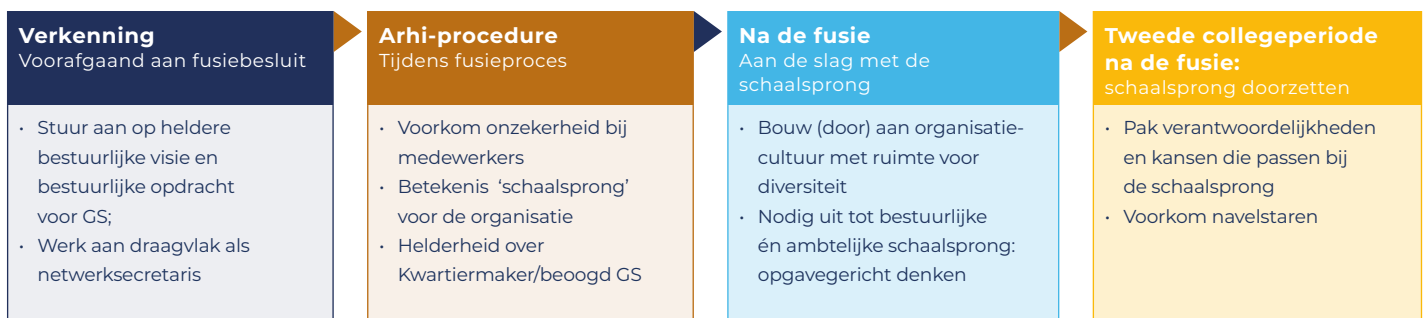 Verkenning
Voorafgaand aan fusiebesluit
• Stuur aan op heldere
bestuurlijke visie en
bestuurlijke opdracht
voor GS;
• Werk aan draagvlak als
netwerksecretaris
Arhi-procedure
Tijdens fusieproces
• Voorkom onzekerheid bij
medewerkers
• Betekenis ‘schaalsprong’
voor de organisatie
• Helderheid over
Kwartiermaker/beoogd GS
Na de fusie
Aan de slag met de
schaalsprong
• Bouw (door) aan organisatie-
cultuur met ruimte voor
diversiteit
• Nodig uit tot bestuurlijke
én ambtelijke schaalsprong:
opgavegericht denken
Tweede collegeperiode
na de fusie:
schaalsprong doorzetten
• Pak verantwoordelijkheden
en kansen die passen bij
de schaalsprong
• Voorkom navelstaren